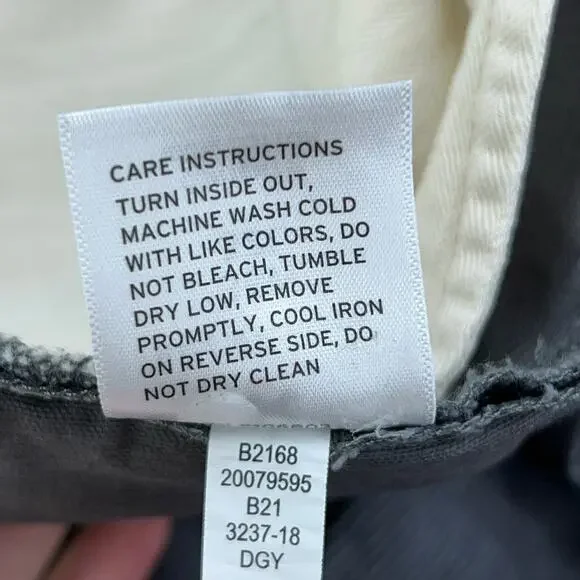 CARE INSTRUCTIONS
TURN INSIDE OUT,
MACHINE WASH COLD
WITH LIKE COLORS, DO
NOT BLEACH, TUMBLE
DRY LOW, REMOVE
PROMPTLY, COOL IRON
ON REVERSE SIDE, DO
NOT DRY CLEAN
B2168
20079595
B21
3237-18
DGY